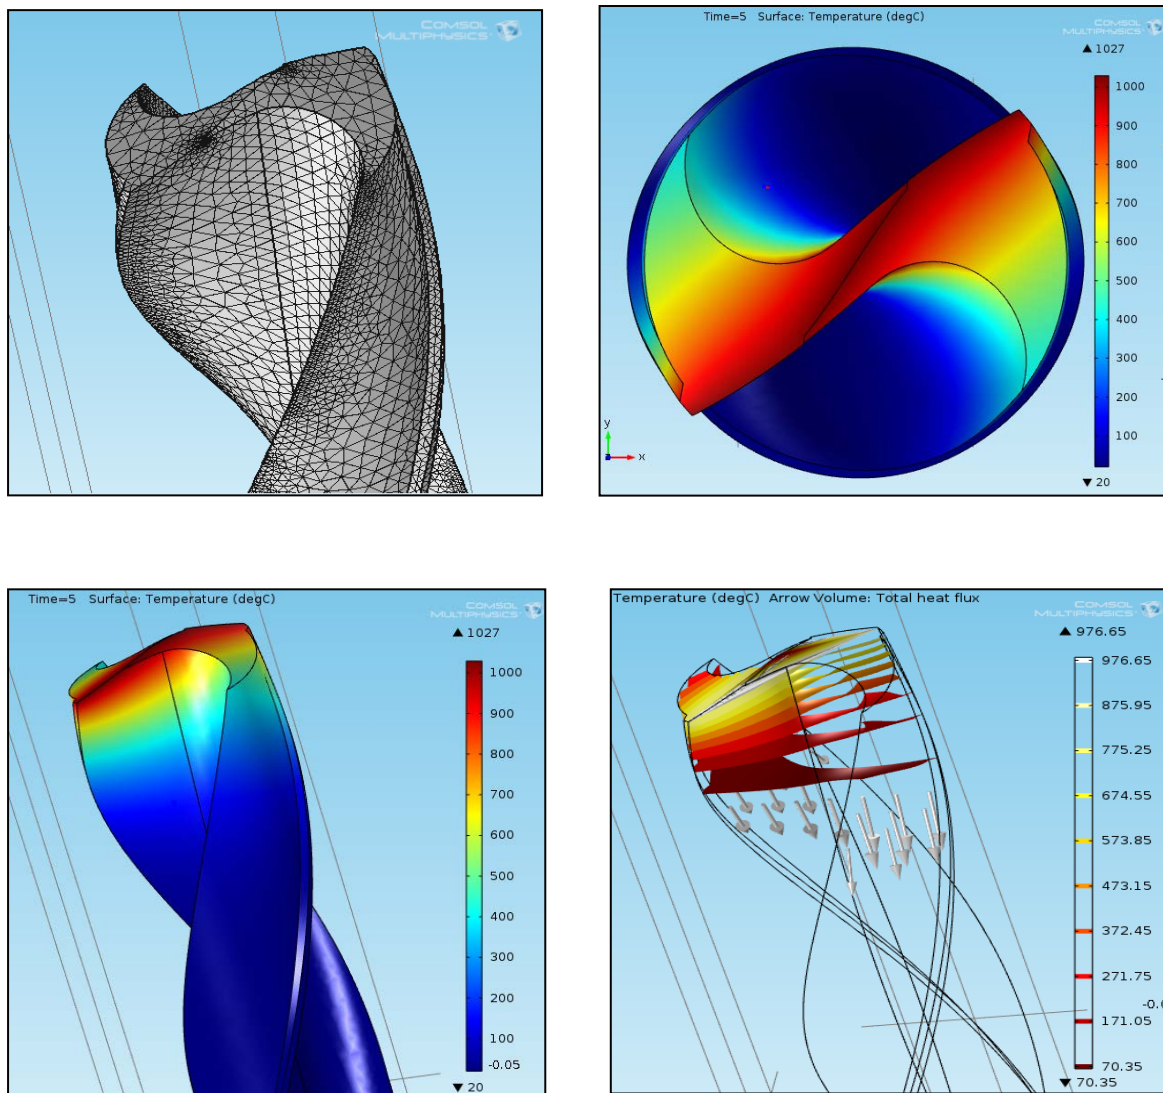 COMSOL
MULTIPHYSICS
Time=5 Surface: Temperature (degC)
COMSOL
MULTIPHYSICS
▲ 1027
1000
900
800
700
600
500
400
300
200
100
▼ 20
y
z
x
Time=5 Surface: Temperature (degC)
COMSOL
MULTIPHYSICS
▲ 1027
1000
900
800
700
600
500
400
300
200
100
-0.05
▼ 20
Temperature (degC) Arrow Volume: Total heat flux
COMSOL
MULTIPHYSICS
▲ 976.65
976.65
875.95
775.25
674.55
573.85
473.15
372.45
271.75
171.05
70.35
▼ 70.35